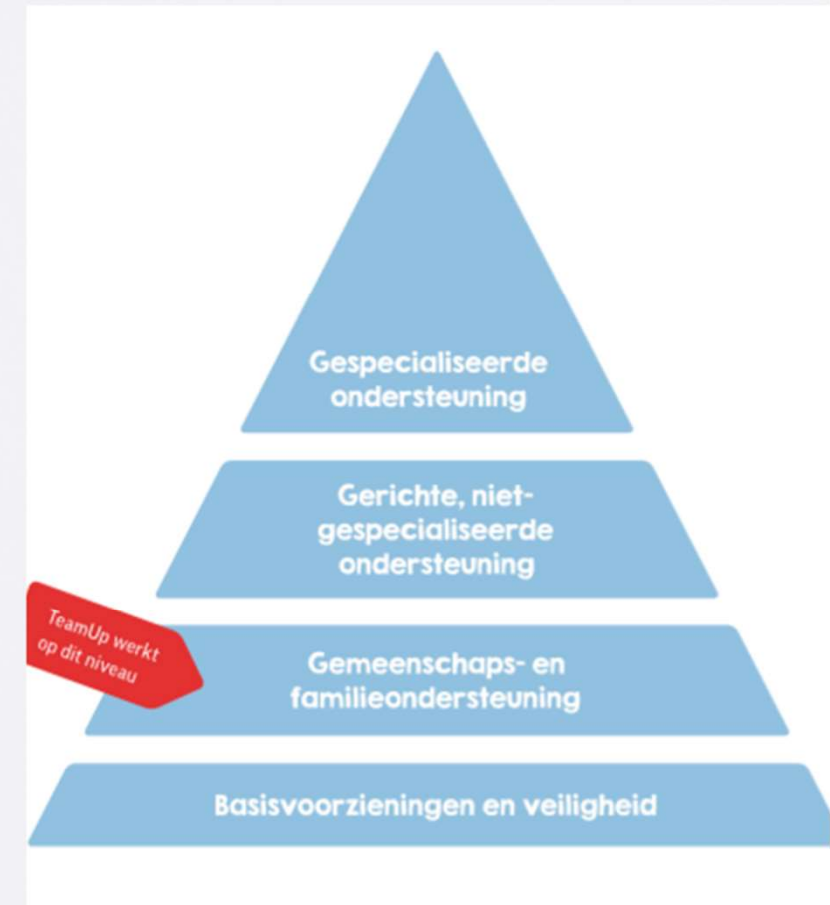 Gespecialiseerde
ondersteuning
Gerichte, niet-
gespecialiseerde
ondersteuning
TeamUp werkt
op dit niveau
Gemeenschaps- en
familieondersteuning
Basisvoorzieningen en veiligheid